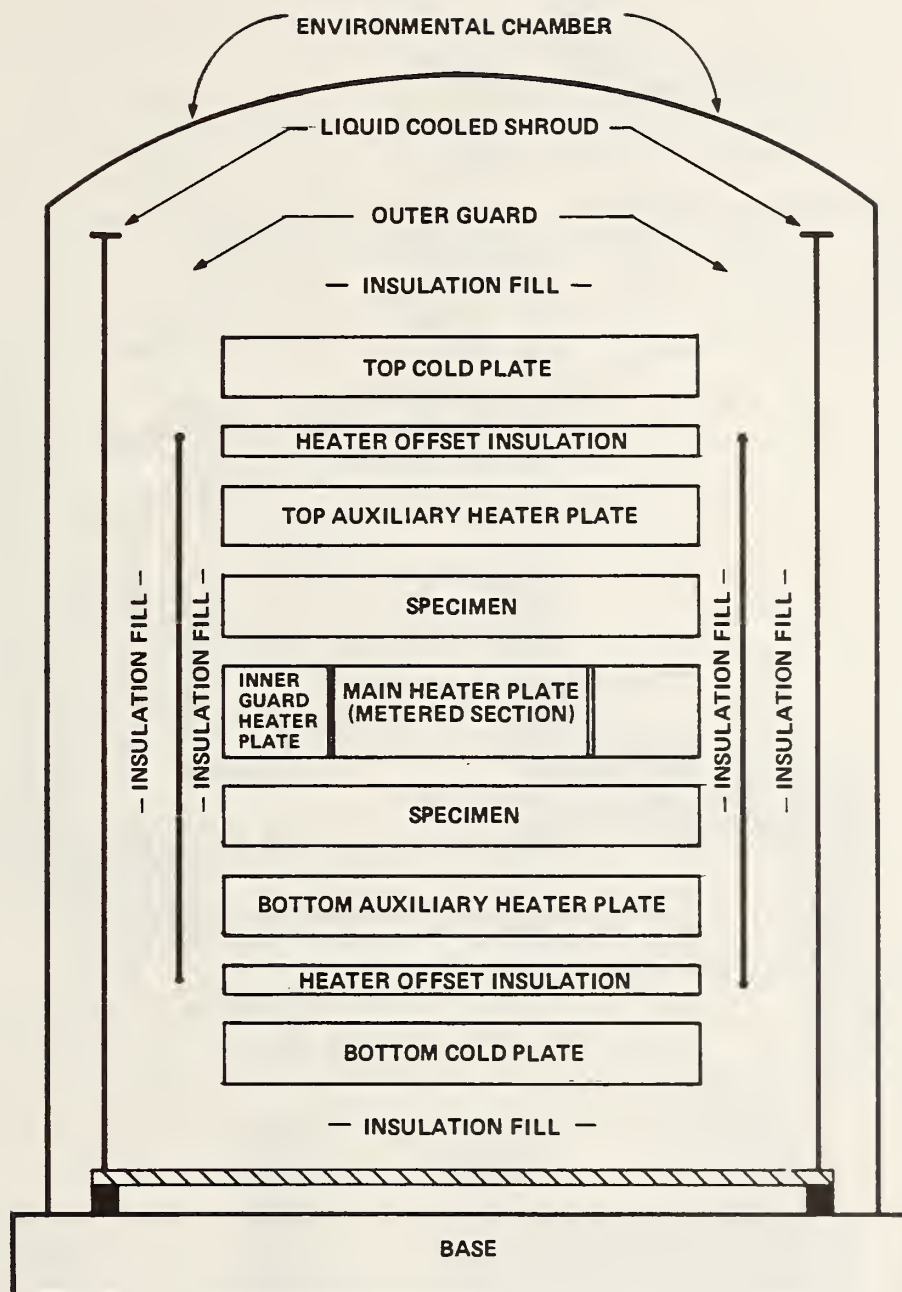 ENVIRONMENTAL CHAMBER
LIQUID COOLED SHROUD
OUTER GUARD
— INSULATION FILL —
TOP COLD PLATE
HEATER OFFSET INSULATION
TOP AUXILIARY HEATER PLATE
SPECIMEN
— INSULATION FILL —
— INSULATION FILL —
INNER
GUARD
HEATER
PLATE
MAIN HEATER PLATE
(METERED SECTION)
— INSULATION FILL —
— INSULATION FILL —
SPECIMEN
BOTTOM AUXILIARY HEATER PLATE
HEATER OFFSET INSULATION
BOTTOM COLD PLATE
— INSULATION FILL —
BASE